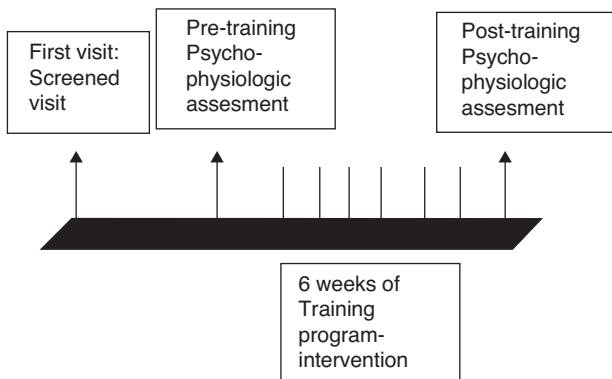 First visit:
Screened
visit
Pre-training
Psycho-
physiologic
assesment
Post-training
Psycho-
physiologic
assesment
6 weeks of
Training
program-
intervention